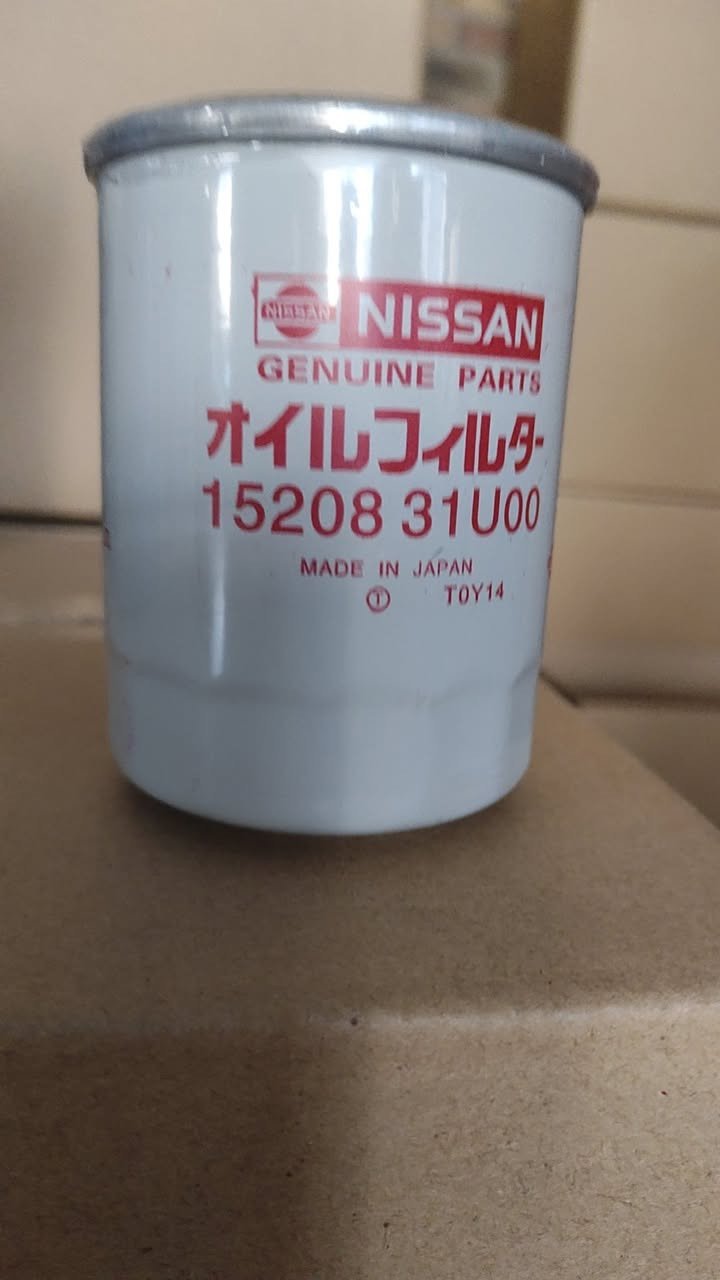 NISSAN NISSAN
GENUINE PARTS
オイルフィルター
15208 31U00
MADE IN JAPAN
Ⓣ T0Y14